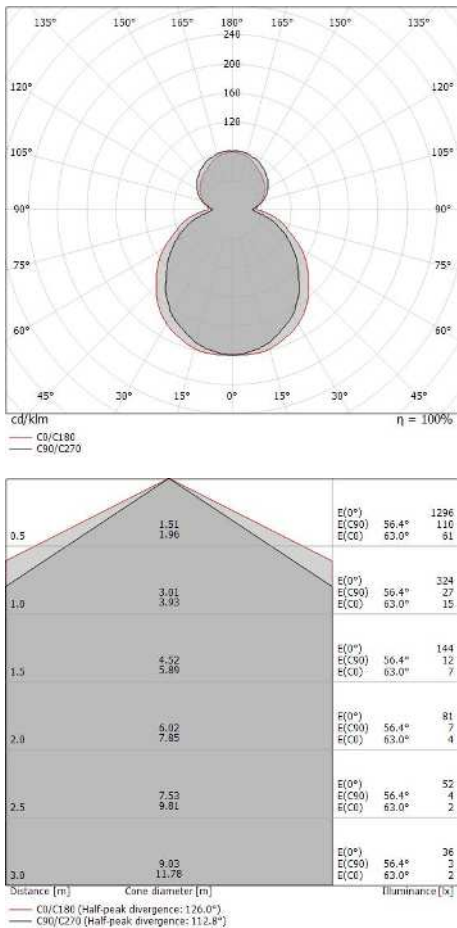 135° 165° 180° 165° 135°
240
200
120° 160 120°
120
105° 105°
90° 90°
75° 75°
60° 60°
45° 30° 15° 0° 15° 30° 45°
cd/klm η = 100%
C0/C180
C90/C270
0.5 1.51 1.96 E(0°) 1296
E(C90) 56.4° 110
E(C0) 63.0° 61
1.0 3.01 3.93 E(0°) 324
E(C90) 56.4° 27
E(C0) 63.0° 15
1.5 4.52 5.89 E(0°) 144
E(C90) 56.4° 12
E(C0) 63.0° 7
2.0 6.02 7.85 E(0°) 81
E(C90) 56.4° 7
E(C0) 63.0° 4
2.5 7.53 9.81 E(0°) 52
E(C90) 56.4° 4
E(C0) 63.0° 2
3.0 9.03 11.78 E(0°) 36
E(C90) 56.4° 3
E(C0) 63.0° 2
Distance [m] Cone diameter [m] Illuminance [lx]
C0/C180 (Half-peak divergence: 126.0°)
C90/C270 (Half-peak divergence: 112.8°)